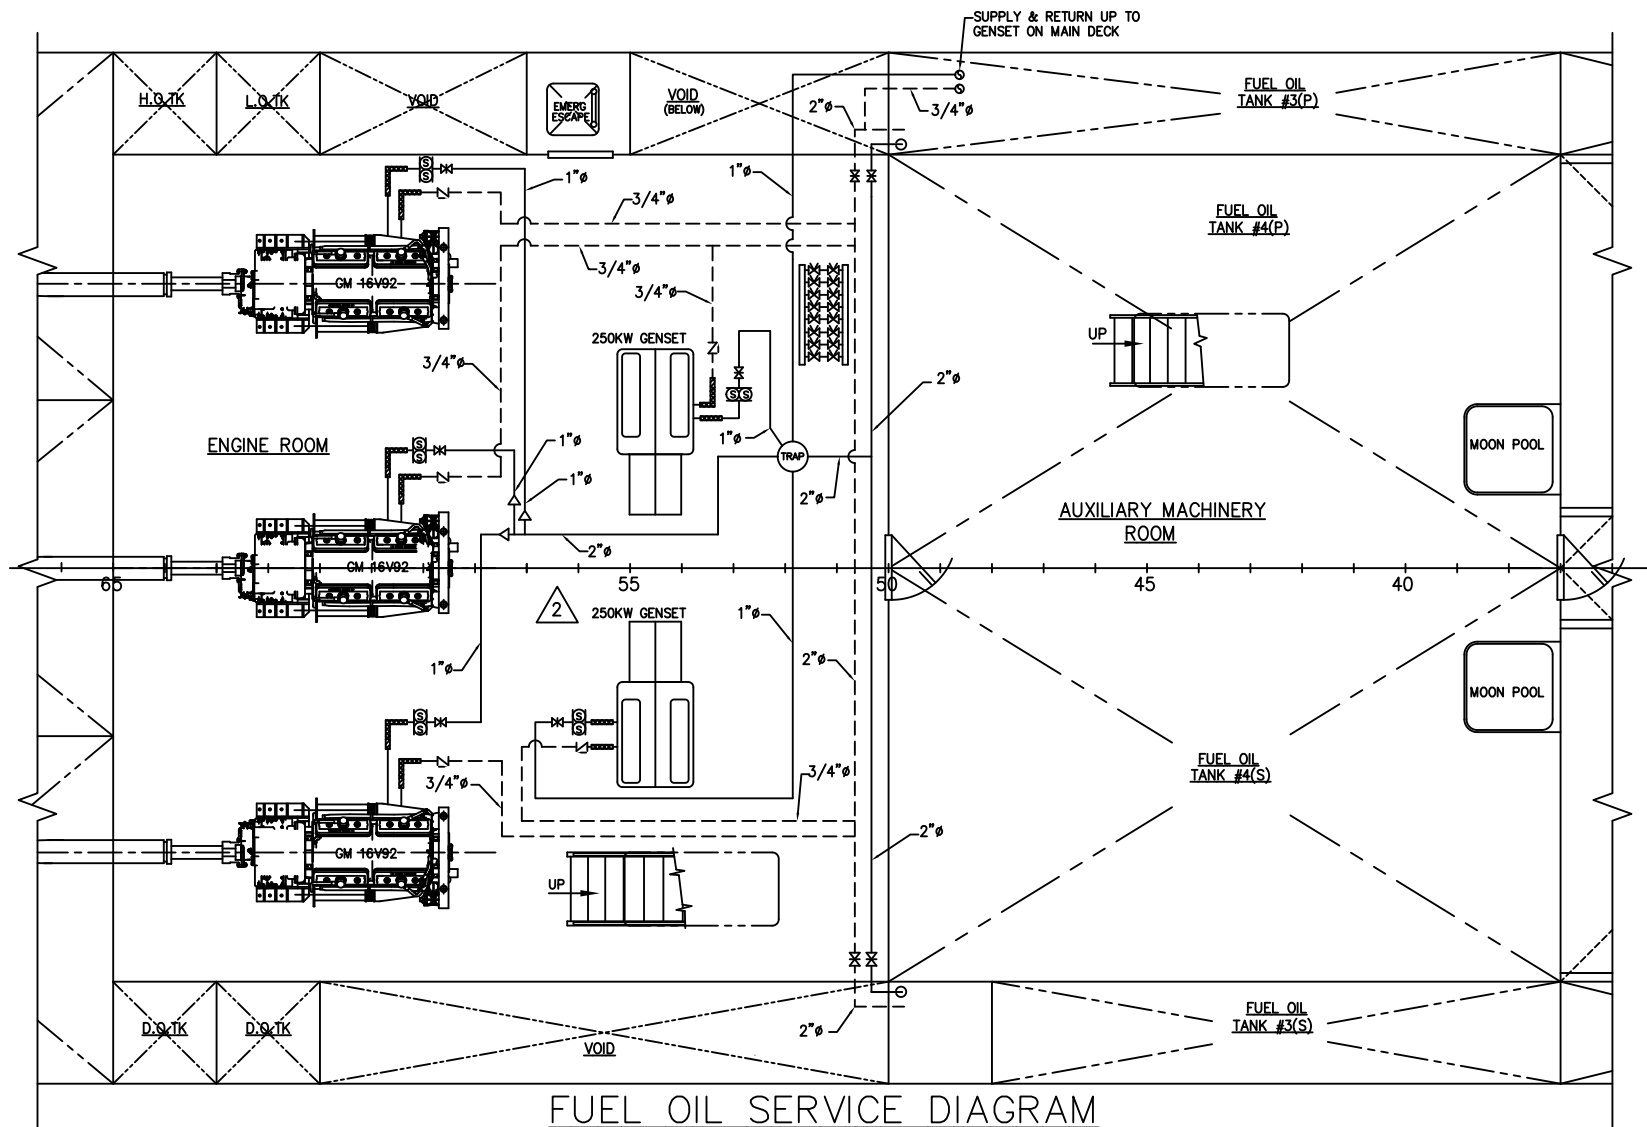 SUPPLY & RETURN UP TO
GENSET ON MAIN DECK
H.O.TK
L.O.TK
VOID
EMERG
ESCAPE
VOID
(BELOW)
2"ø
3/4"ø
FUEL OIL
TANK #3(P)
1"ø
1"ø
3/4"ø
FUEL OIL
TANK #4(P)
S
S
3/4"ø
3/4"ø
GM 16V92
250KW GENSET
UP
3/4"ø
2"ø
S S
1"ø
MOON POOL
ENGINE ROOM
S
S
1"ø
TRAP
1"ø
2"ø
AUXILIARY MACHINERY
ROOM
2"ø
GM 16V92
65
55
50
45
40
2
250KW GENSET
1"ø
1"ø
2"ø
MOON POOL
S
S
S
S
FUEL OIL
TANK #4(S)
3/4"ø
3/4"ø
2"ø
GM 16V92
UP
D.O.TK
D.O.TK
VOID
2"ø
FUEL OIL
TANK #3(S)
FUEL OIL SERVICE DIAGRAM